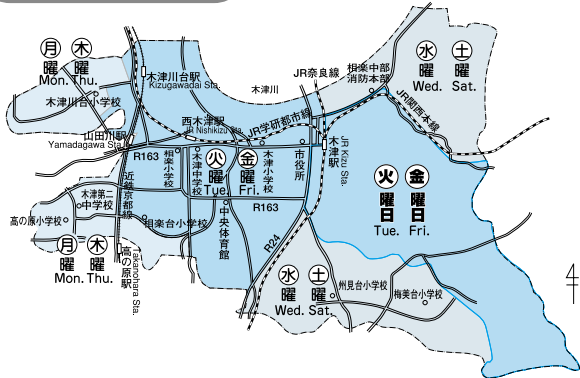 月 木
曜 曜
Mon. Thu.
木津川台駅
Kizugawadai Sta.
木津川
JR奈良線
相楽中部
消防本部
水 土
曜 曜
Wed. Sat.
木津川台小学校
西木津駅
JR Nishikizu Sta.
JR学研都市線
JR関西本線
山田川駅
Yamadagawa Sta.
R163
相楽小学校
木津中学校
火 金
曜 曜
Tue. Fri.
木津小学校
市役所
木津駅
JR Kizu Sta.
火 金
曜 曜
日 日
Tue. Fri.
近鉄京都線
木津第二
中学校
高の原小学校
相楽台小学校
中央体育館
R163
R24
月 木
曜 曜
Mon. Thu.
高の原駅
Takanohara Sta.
水 土
曜 曜
Wed. Sat.
州見台小学校
梅美台小学校
4